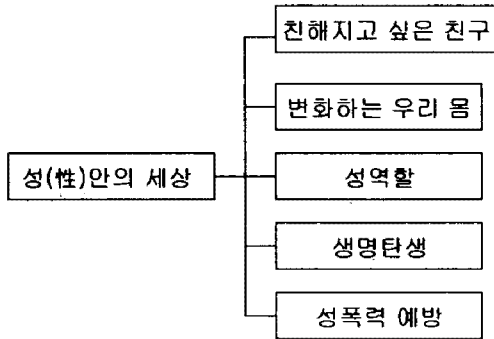 친해지고 싶은 친구
변화하는 우리 몸
성(性)안의 세상
성역할
생명탄생
성폭력 예방